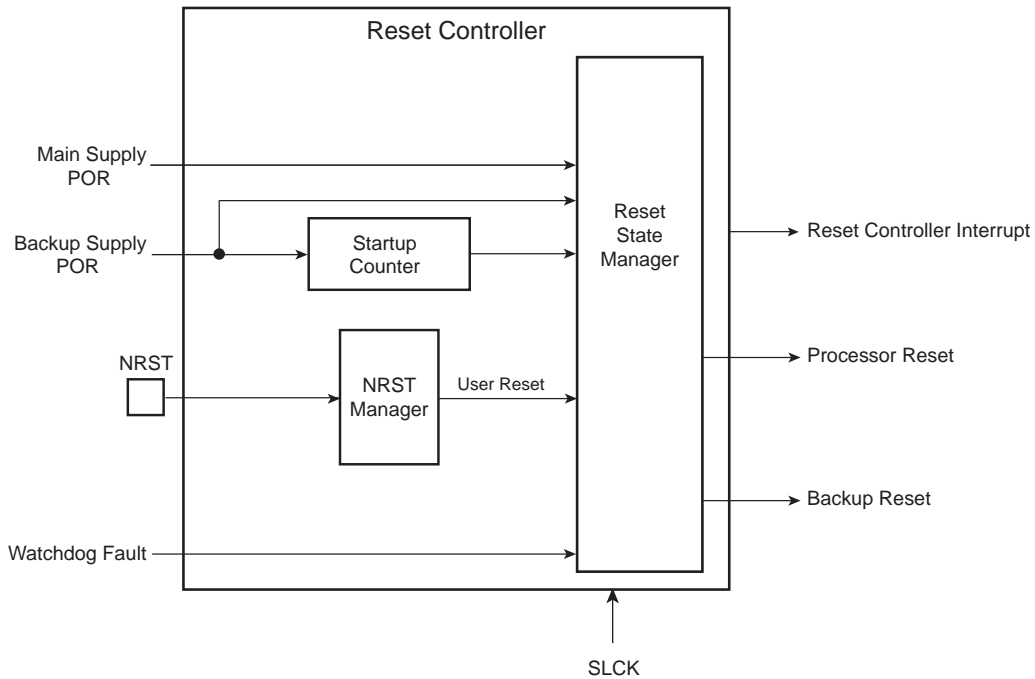 Reset Controller
Main Supply
POR
Backup Supply
POR
Startup
Counter
Reset
State
Manager
Reset Controller Interrupt
NRST
NRST
Manager
User Reset
Processor Reset
Backup Reset
Watchdog Fault
SLCK